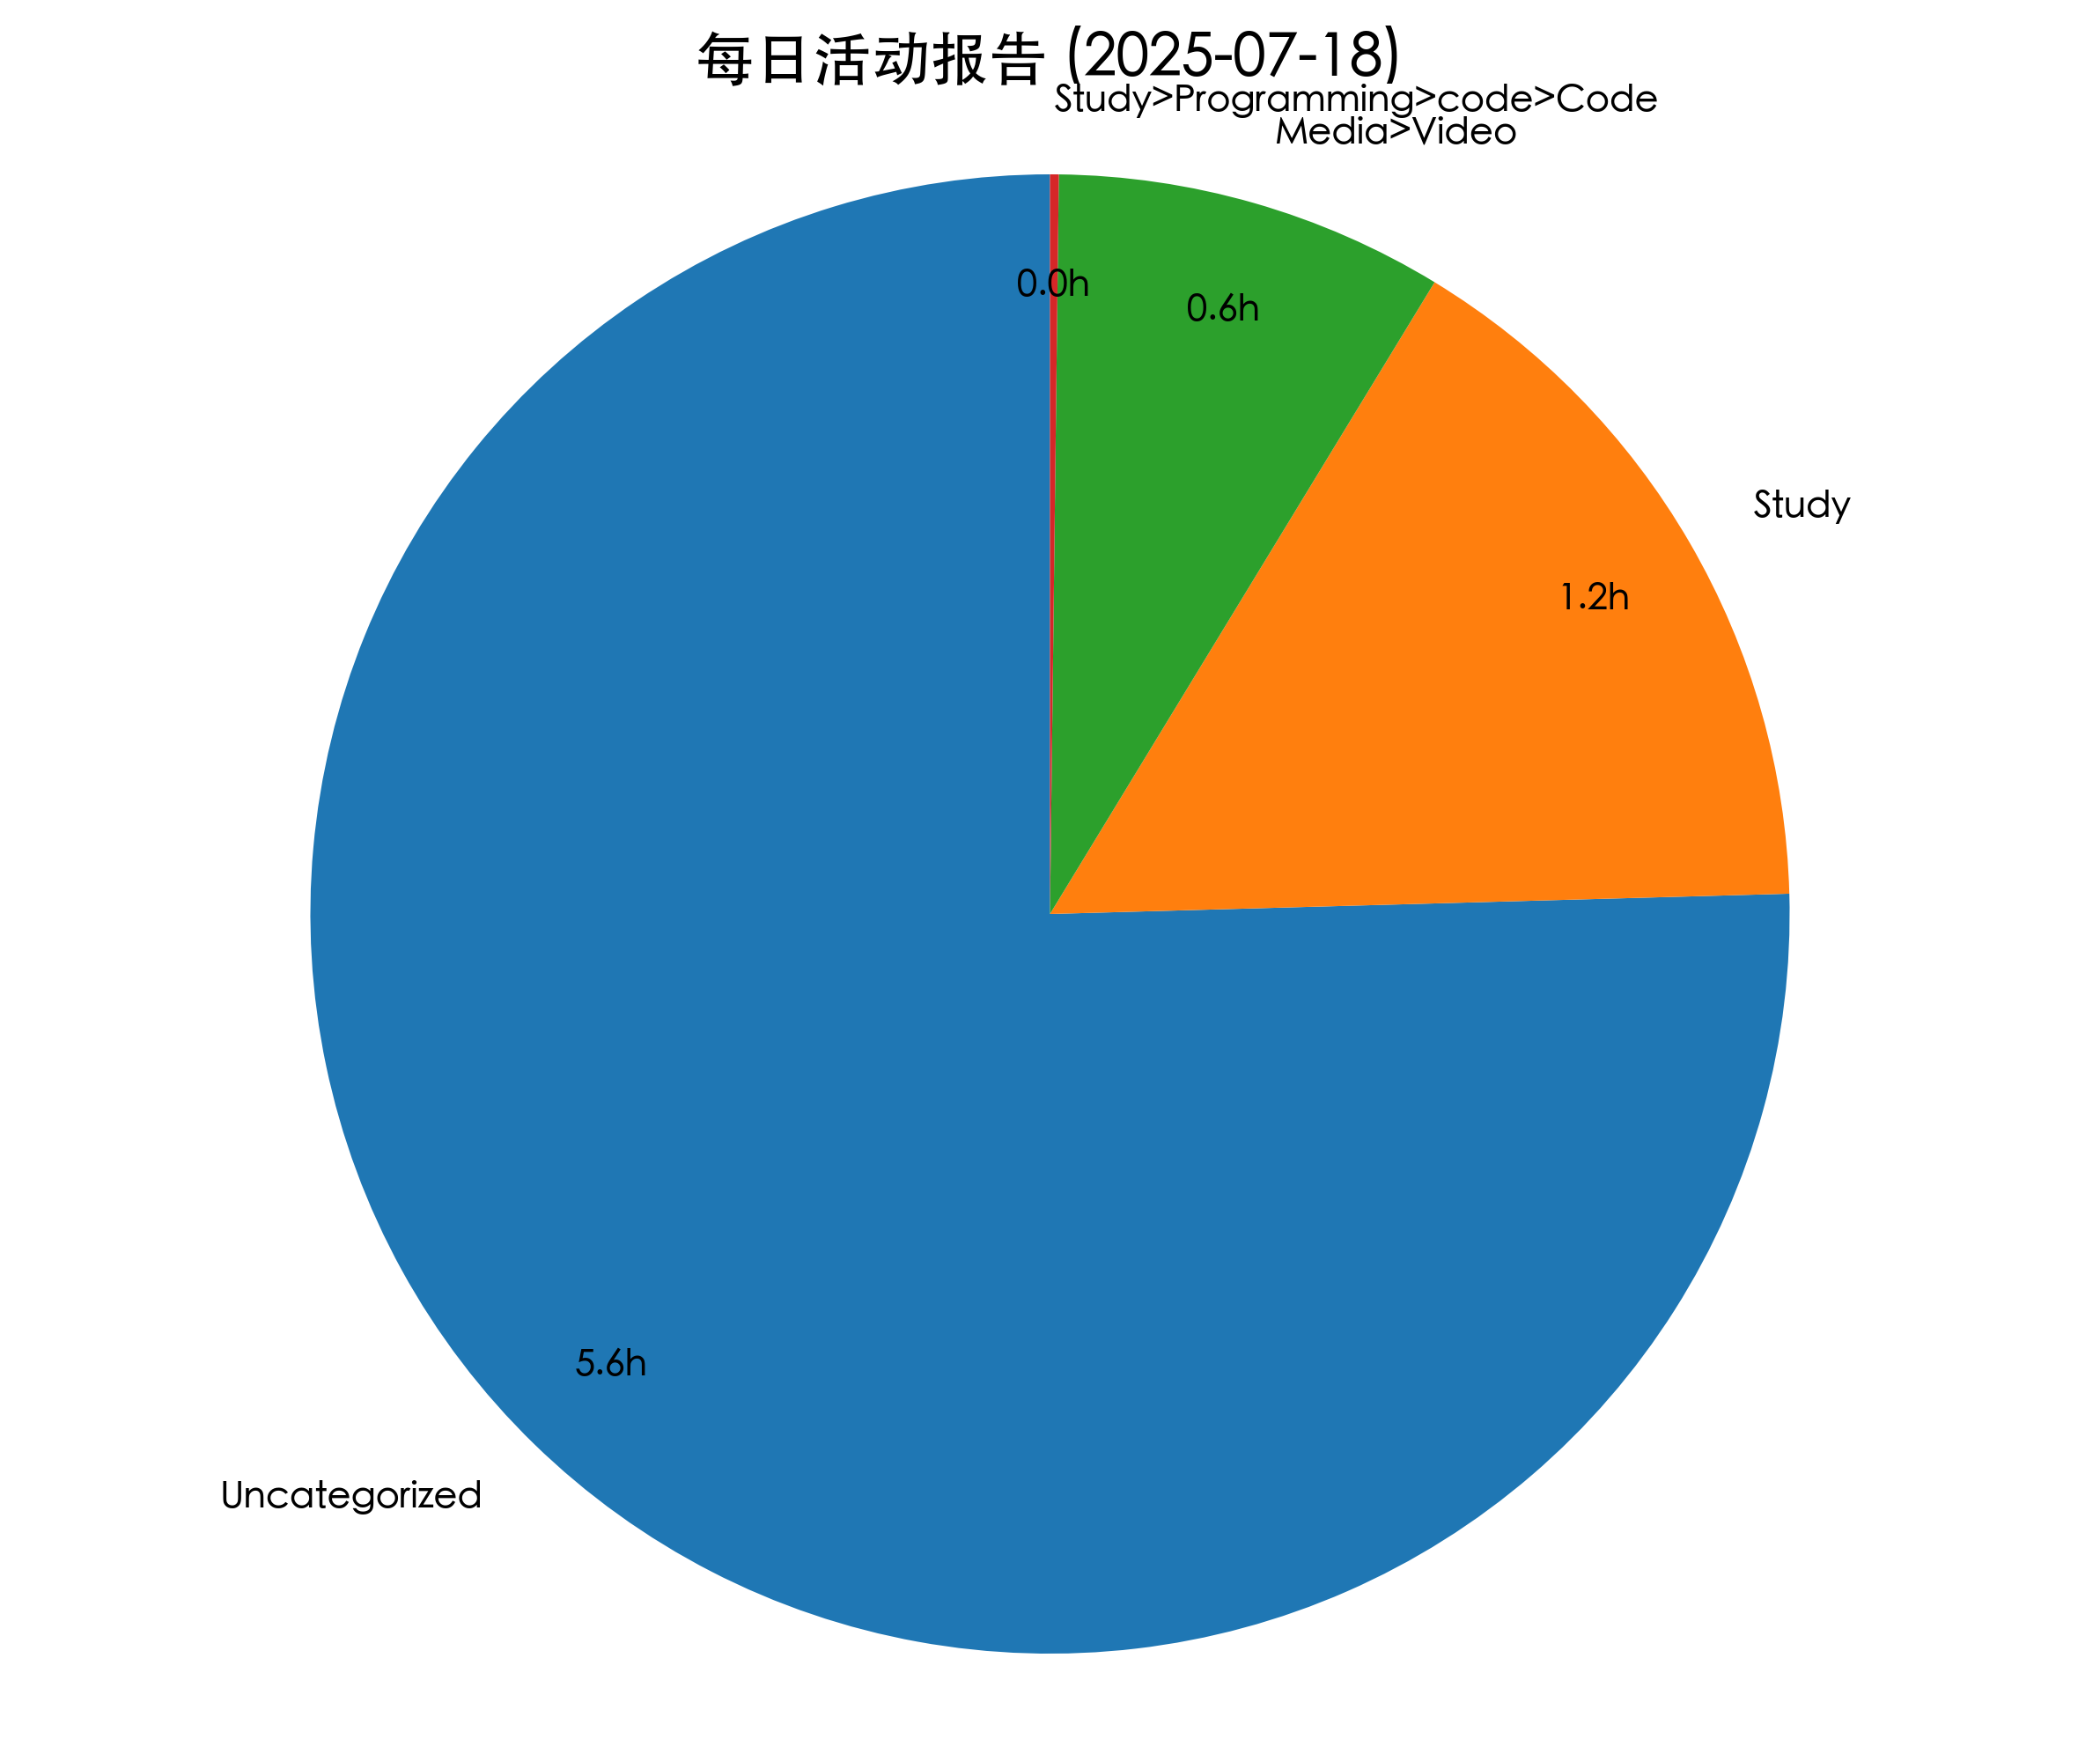 每日活动报告 (2025-07-18)
Study>Programming>code>Code
Media>Video
0.0h
0.6h
Study
1.2h
5.6h
Uncategorized